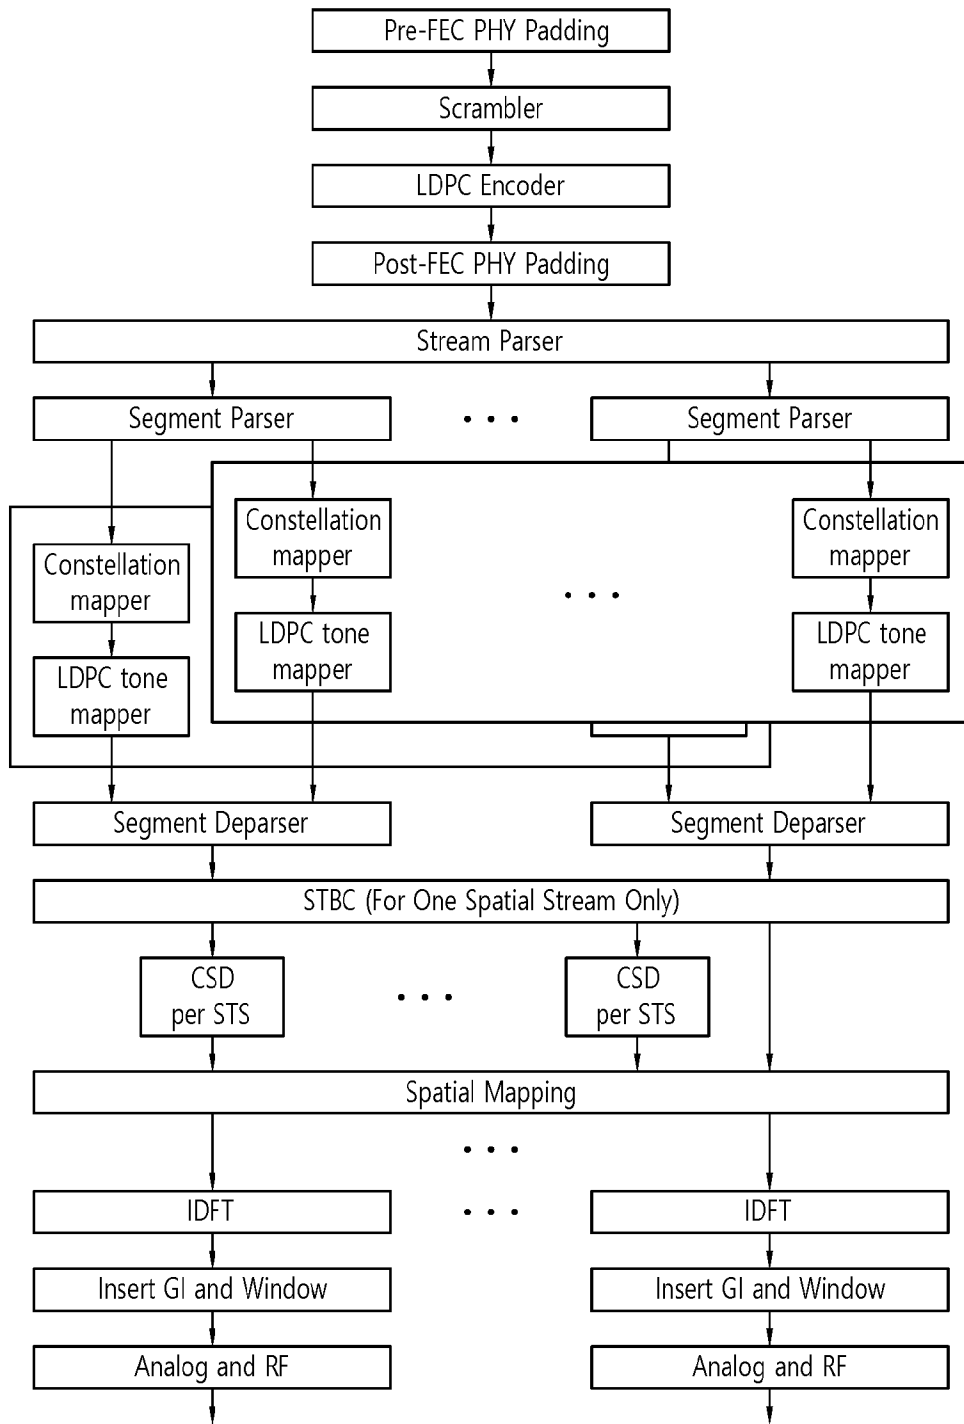 Pre-FEC PHY Padding
Scrambler
LDPC Encoder
Post-FEC PHY Padding
Stream Parser
Segment Parser
. . .
Segment Parser
Constellation
mapper
LDPC tone
mapper
Constellation
mapper
LDPC tone
mapper
. . .
Constellation
mapper
LDPC tone
mapper
Segment Deparser
Segment Deparser
STBC (For One Spatial Stream Only)
CSD
per STS
. . .
CSD
per STS
Spatial Mapping
. . .
IDFT
. . .
IDFT
Insert GI and Window
Insert GI and Window
Analog and RF
Analog and RF